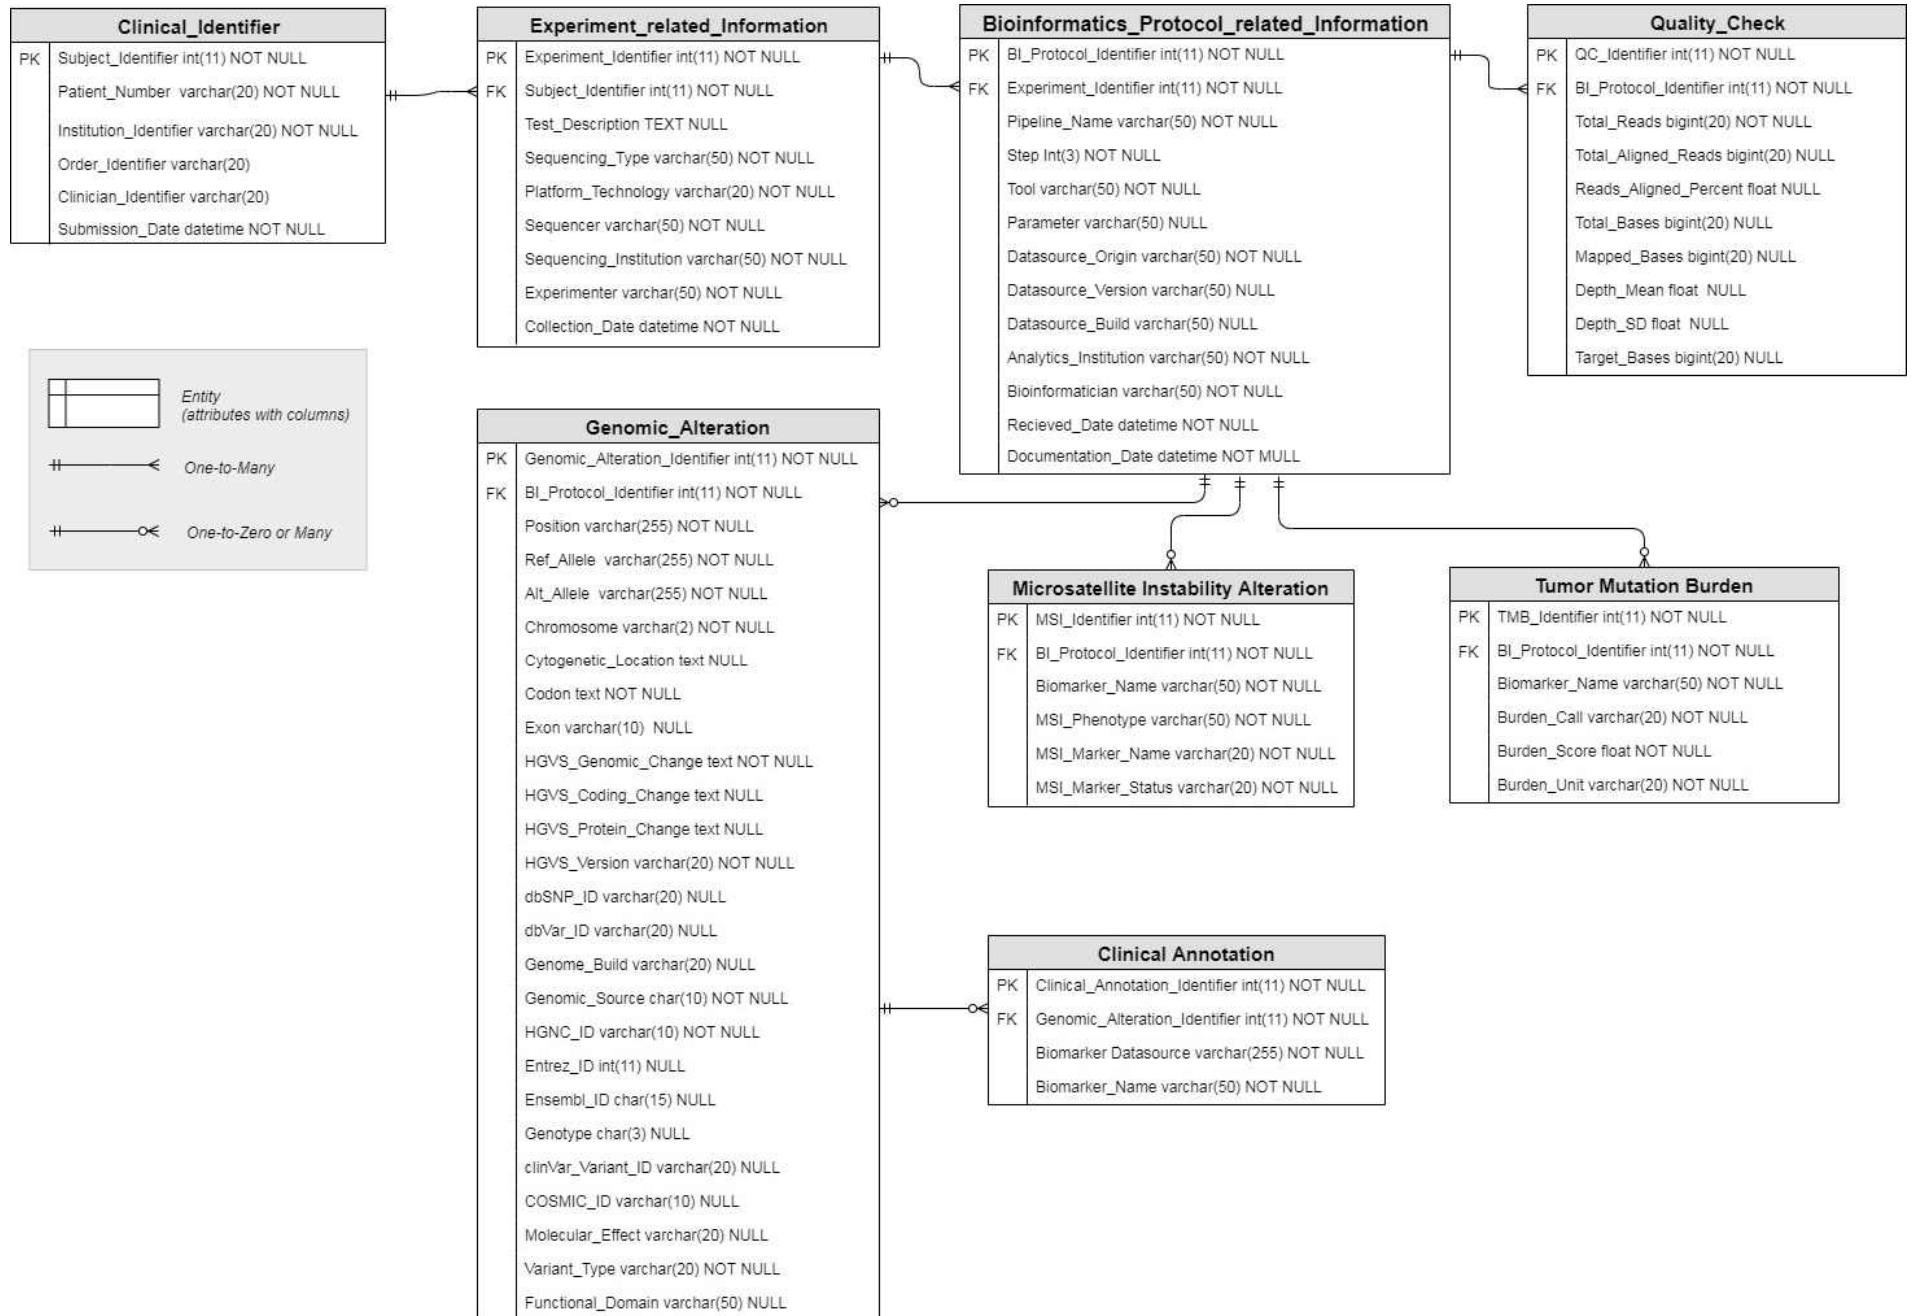 Clinical_Identifier
PK Subject_Identifier int(11) NOT NULL
Patient_Number varchar(20) NOT NULL
Institution_Identifier varchar(20) NOT NULL
Order_Identifier varchar(20)
Clinician_Identifier varchar(20)
Submission_Date datetime NOT NULL
Experiment_related_Information
PK Experiment_Identifier int(11) NOT NULL
FK Subject_Identifier int(11) NOT NULL
Test_Description TEXT NULL
Sequencing_Type varchar(50) NOT NULL
Platform_Technology varchar(20) NOT NULL
Sequencer varchar(50) NOT NULL
Sequencing_Institution varchar(50) NOT NULL
Experimenter varchar(50) NOT NULL
Collection_Date datetime NOT NULL
Bioinformatics_Protocol_related_Information
PK BI_Protocol_Identifier int(11) NOT NULL
FK Experiment_Identifier int(11) NOT NULL
Pipeline_Name varchar(50) NOT NULL
Step Int(3) NOT NULL
Tool varchar(50) NOT NULL
Parameter varchar(50) NULL
Datasource_Origin varchar(50) NOT NULL
Datasource_Version varchar(50) NULL
Datasource_Build varchar(50) NULL
Analytics_Institution varchar(50) NOT NULL
Bioinformatician varchar(50) NOT NULL
Recieved_Date datetime NOT NULL
Documentation_Date datetime NOT MULL
Quality_Check
PK QC_Identifier int(11) NOT NULL
FK BI_Protocol_Identifier int(11) NOT NULL
Total_Reads bigint(20) NOT NULL
Total_Aligned_Reads bigint(20) NULL
Reads_Aligned_Percent float NULL
Total_Bases bigint(20) NULL
Mapped_Bases bigint(20) NULL
Depth_Mean float NULL
Depth_SD float NULL
Target_Bases bigint(20) NULL
Entity
(attributes with columns)
One-to-Many
One-to-Zero or Many
Genomic_Alteration
PK Genomic_Alteration_Identifier int(11) NOT NULL
FK BI_Protocol_Identifier int(11) NOT NULL
Position varchar(255) NOT NULL
Ref_Allele varchar(255) NOT NULL
Alt_Allele varchar(255) NOT NULL
Chromosome varchar(2) NOT NULL
Cytogenetic_Location text NULL
Codon text NOT NULL
Exon varchar(10) NULL
HGVS_Genomic_Change text NOT NULL
HGVS_Coding_Change text NULL
HGVS_Protein_Change text NULL
HGVS_Version varchar(20) NOT NULL
dbSNP_ID varchar(20) NULL
dbVar_ID varchar(20) NULL
Genome_Build varchar(20) NULL
Genomic_Source char(10) NOT NULL
HGNC_ID varchar(10) NOT NULL
Entrez_ID int(11) NULL
Ensembl_ID char(15) NULL
Genotype char(3) NULL
clinVar_Variant_ID varchar(20) NULL
COSMIC_ID varchar(10) NULL
Molecular_Effect varchar(20) NULL
Variant_Type varchar(20) NOT NULL
Functional_Domain varchar(50) NULL
Microsatellite Instability Alteration
PK MSI_Identifier int(11) NOT NULL
FK BI_Protocol_Identifier int(11) NOT NULL
Biomarker_Name varchar(50) NOT NULL
MSI_Phenotype varchar(50) NOT NULL
MSI_Marker_Name varchar(20) NOT NULL
MSI_Marker_Status varchar(20) NOT NULL
Tumor Mutation Burden
PK TMB_Identifier int(11) NOT NULL
FK BI_Protocol_Identifier int(11) NOT NULL
Biomarker_Name varchar(50) NOT NULL
Burden_Call varchar(20) NOT NULL
Burden_Score float NOT NULL
Burden_Unit varchar(20) NOT NULL
Clinical Annotation
PK Clinical_Annotation_Identifier int(11) NOT NULL
FK Genomic_Alteration_Identifier int(11) NOT NULL
Biomarker Datasource varchar(255) NOT NULL
Biomarker_Name varchar(50) NOT NULL